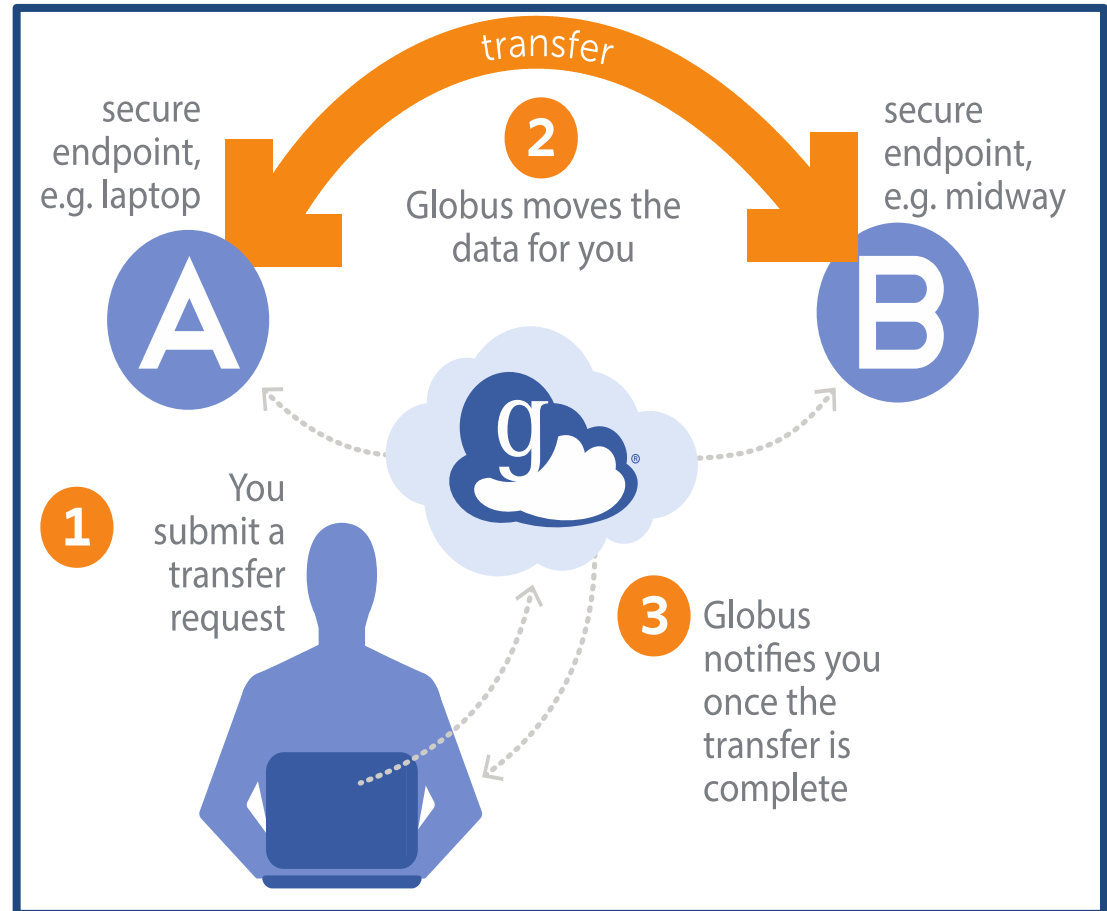 transfer
secure
endpoint,
e.g. laptop
2
Globus moves the
data for you
secure
endpoint,
e.g. midway
A
B
g
®
1
You
submit a
transfer
request
3
Globus
notifies you
once the
transfer is
complete